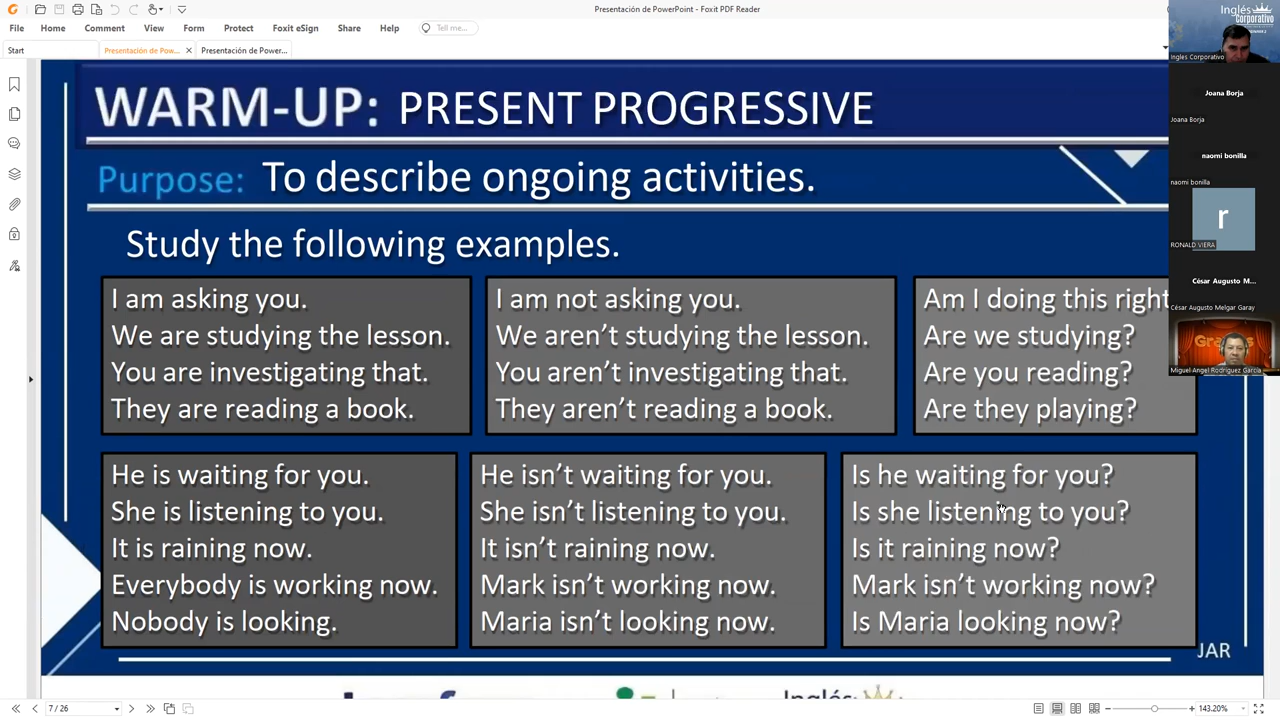 Presentación de PowerPoint - Foxit PDF Reader
File Home Comment View Form Protect Foxit eSign Share Help Tell me...
Start Presentación de Pow... Presentación de Power...
WARM-UP: PRESENT PROGRESSIVE
Purpose: To describe ongoing activities.
Study the following examples.
I am asking you.
We are studying the lesson.
You are investigating that.
They are reading a book.
I am not asking you.
We aren't studying the lesson.
You aren't investigating that.
They aren't reading a book.
Am I doing this right
Are we studying?
Are you reading?
Are they playing?
He is waiting for you.
She is listening to you.
It is raining now.
Everybody is working now.
Nobody is looking.
He isn't waiting for you.
She isn't listening to you.
It isn't raining now.
Mark isn't working now.
Maria isn't looking now.
Is he waiting for you?
Is she listening to you?
Is it raining now?
Mark isn't working now?
Is Maria looking now?
JAR
Inglés
Corporativo
Ingles Corporativo
Joana Borja
Joana Borja
naomi bonilla
naomi bonilla
r
RONALD VIERA
César Augusto M...
César Augusto Melgar Garay
Miguel Angel Rodriguez Garcia
7 / 26
143.20%